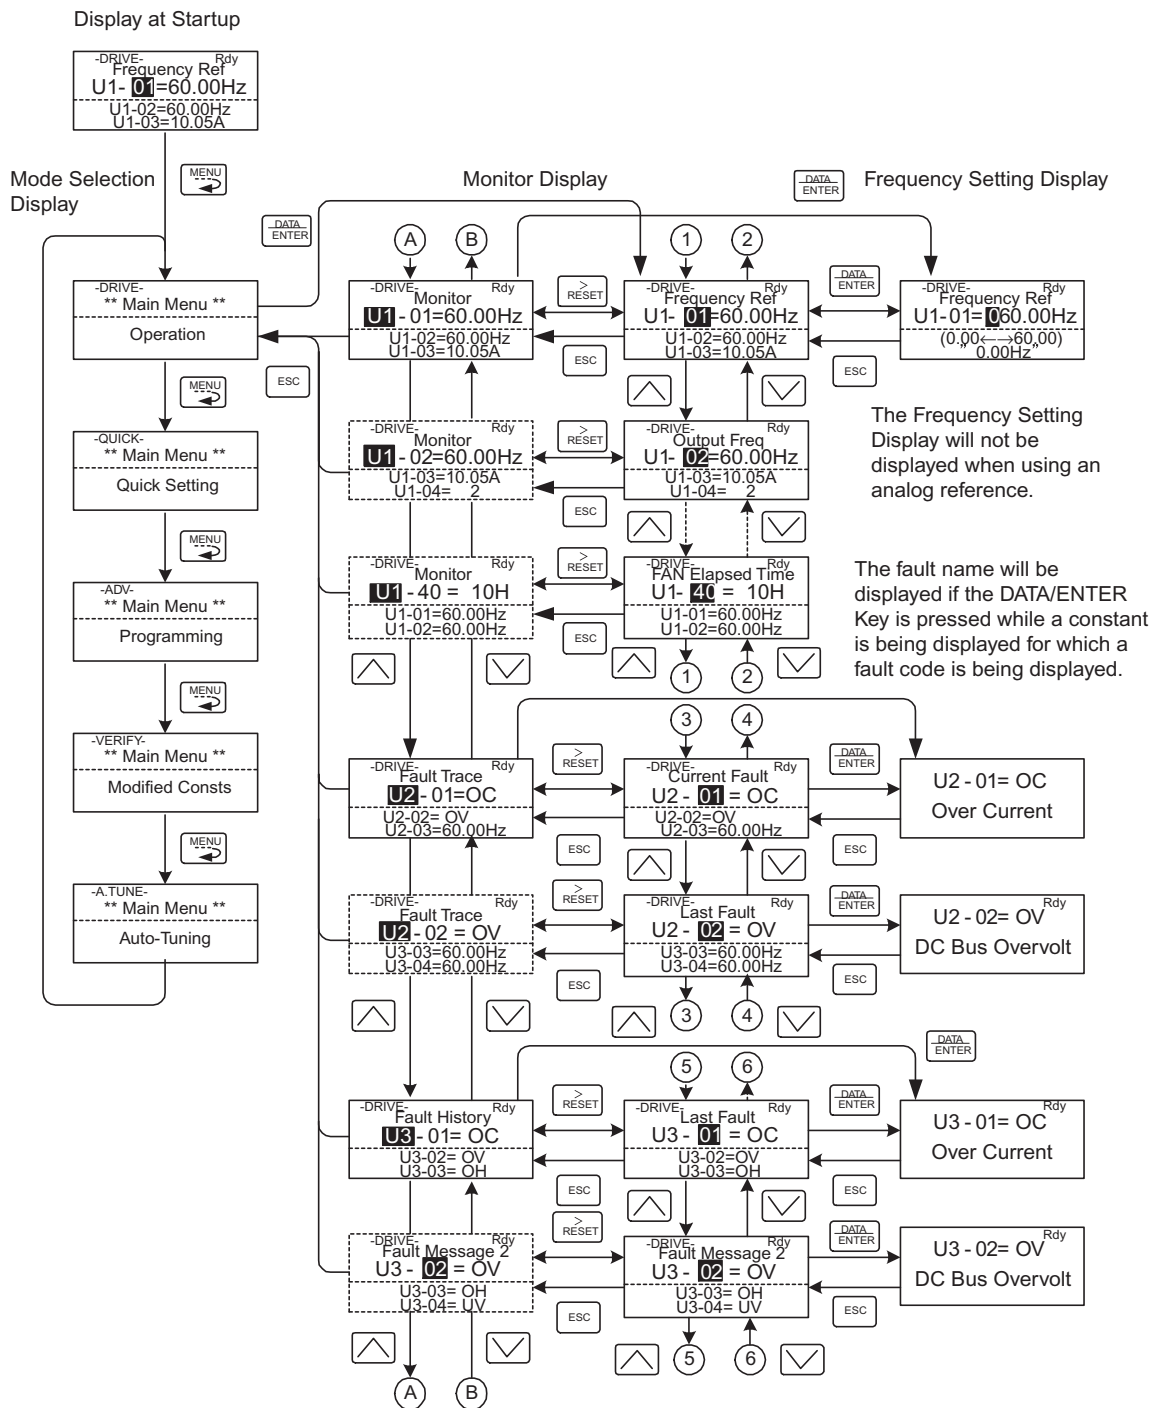 Display at Startup
-DRIVE- Rdy
Frequency Ref
U1- 01=60.00Hz
U1-02=60.00Hz
U1-03=10.05A
MENU
Mode Selection
Display
Monitor Display
DATA
ENTER
Frequency Setting Display
DATA
ENTER
A
B
1
2
-DRIVE-
** Main Menu **
Operation
-DRIVE- Rdy
Monitor
U1 - 01=60.00Hz
U1-02=60.00Hz
U1-03=10.05A
>
RESET
ESC
-DRIVE- Rdy
Frequency Ref
U1- 01=60.00Hz
U1-02=60.00Hz
U1-03=10.05A
DATA
ENTER
ESC
-DRIVE- Rdy
Frequency Ref
U1-01= 060.00Hz
(0.00←→60.00)
" 0.00Hz"
ESC
MENU
The Frequency Setting
Display will not be
displayed when using an
analog reference.
-QUICK-
** Main Menu **
Quick Setting
-DRIVE- Rdy
Monitor
U1 - 02=60.00Hz
U1-03=10.05A
U1-04= 2
>
RESET
ESC
-DRIVE- Rdy
Output Freq
U1- 02=60.00Hz
U1-03=10.05A
U1-04= 2
MENU
The fault name will be
displayed if the DATA/ENTER
Key is pressed while a constant
is being displayed for which a
fault code is being displayed.
-ADV-
** Main Menu **
Programming
-DRIVE- Rdy
Monitor
U1 - 40 = 10H
U1-01=60.00Hz
U1-02=60.00Hz
>
RESET
ESC
-DRIVE- Rdy
FAN Elapsed Time
U1- 40 = 10H
U1-01=60.00Hz
U1-02=60.00Hz
1
2
MENU
3
4
-VERIFY-
** Main Menu **
Modified Consts
-DRIVE- Rdy
Fault Trace
U2 - 01=OC
U2-02= OV
U2-03=60.00Hz
>
RESET
ESC
-DRIVE- Rdy
Current Fault
U2 - 01 = OC
U2-02=OV
U2-03=60.00Hz
DATA
ENTER
ESC
U2 - 01= OC
Over Current
MENU
-A.TUNE-
** Main Menu **
Auto-Tuning
-DRIVE- Rdy
Fault Trace
U2 - 02 = OV
U3-03=60.00Hz
U3-04=60.00Hz
>
RESET
ESC
-DRIVE- Rdy
Last Fault
U2 - 02 = OV
U3-03=60.00Hz
U3-04=60.00Hz
DATA
ENTER
ESC
Rdy
U2 - 02= OV
DC Bus Overvolt
3
4
DATA
ENTER
5
6
-DRIVE- Rdy
Fault History
U3 - 01= OC
U3-02= OV
U3-03= OH
>
RESET
ESC
-DRIVE- Rdy
Last Fault
U3 - 01 = OC
U3-02=OV
U3-03=OH
DATA
ENTER
ESC
Rdy
U3 - 01= OC
Over Current
-DRIVE- Rdy
Fault Message 2
U3 - 02 = OV
U3-03= OH
U3-04= UV
>
RESET
ESC
-DRIVE- Rdy
Fault Message 2
U3 - 02 = OV
U3-03= OH
U3-04= UV
DATA
ENTER
ESC
Rdy
U3 - 02= OV
DC Bus Overvolt
5
6
A
B